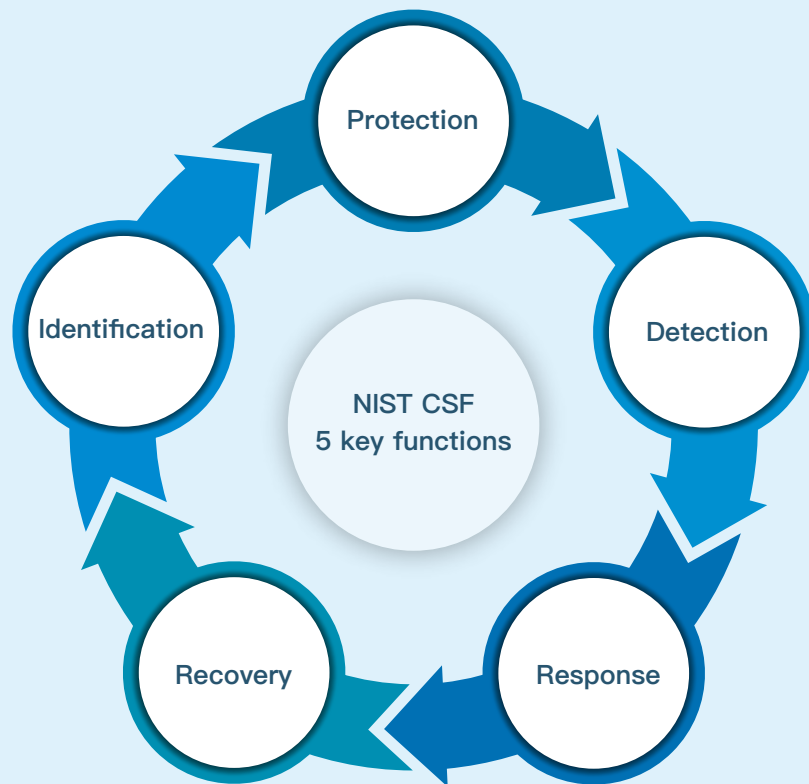 Protection
Identification
Detection
NIST CSF
5 key functions
Recovery
Response